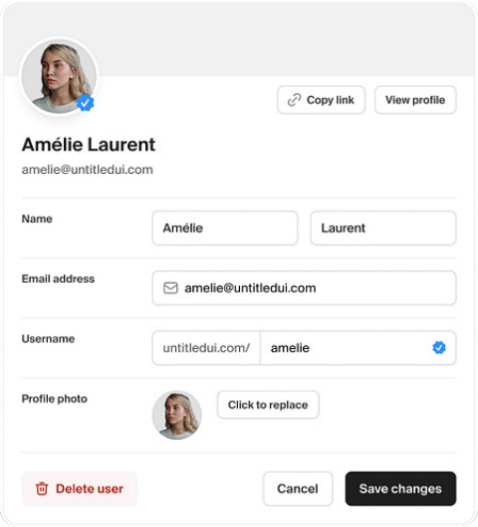 Copy link
View profile
Amélie Laurent
amelie@untitledui.com
Name
Amélie
Laurent
Email address
amelie@untitledui.com
Username
untitledui.com/
amelie
Profile photo
Click to replace
Delete user
Cancel
Save changes